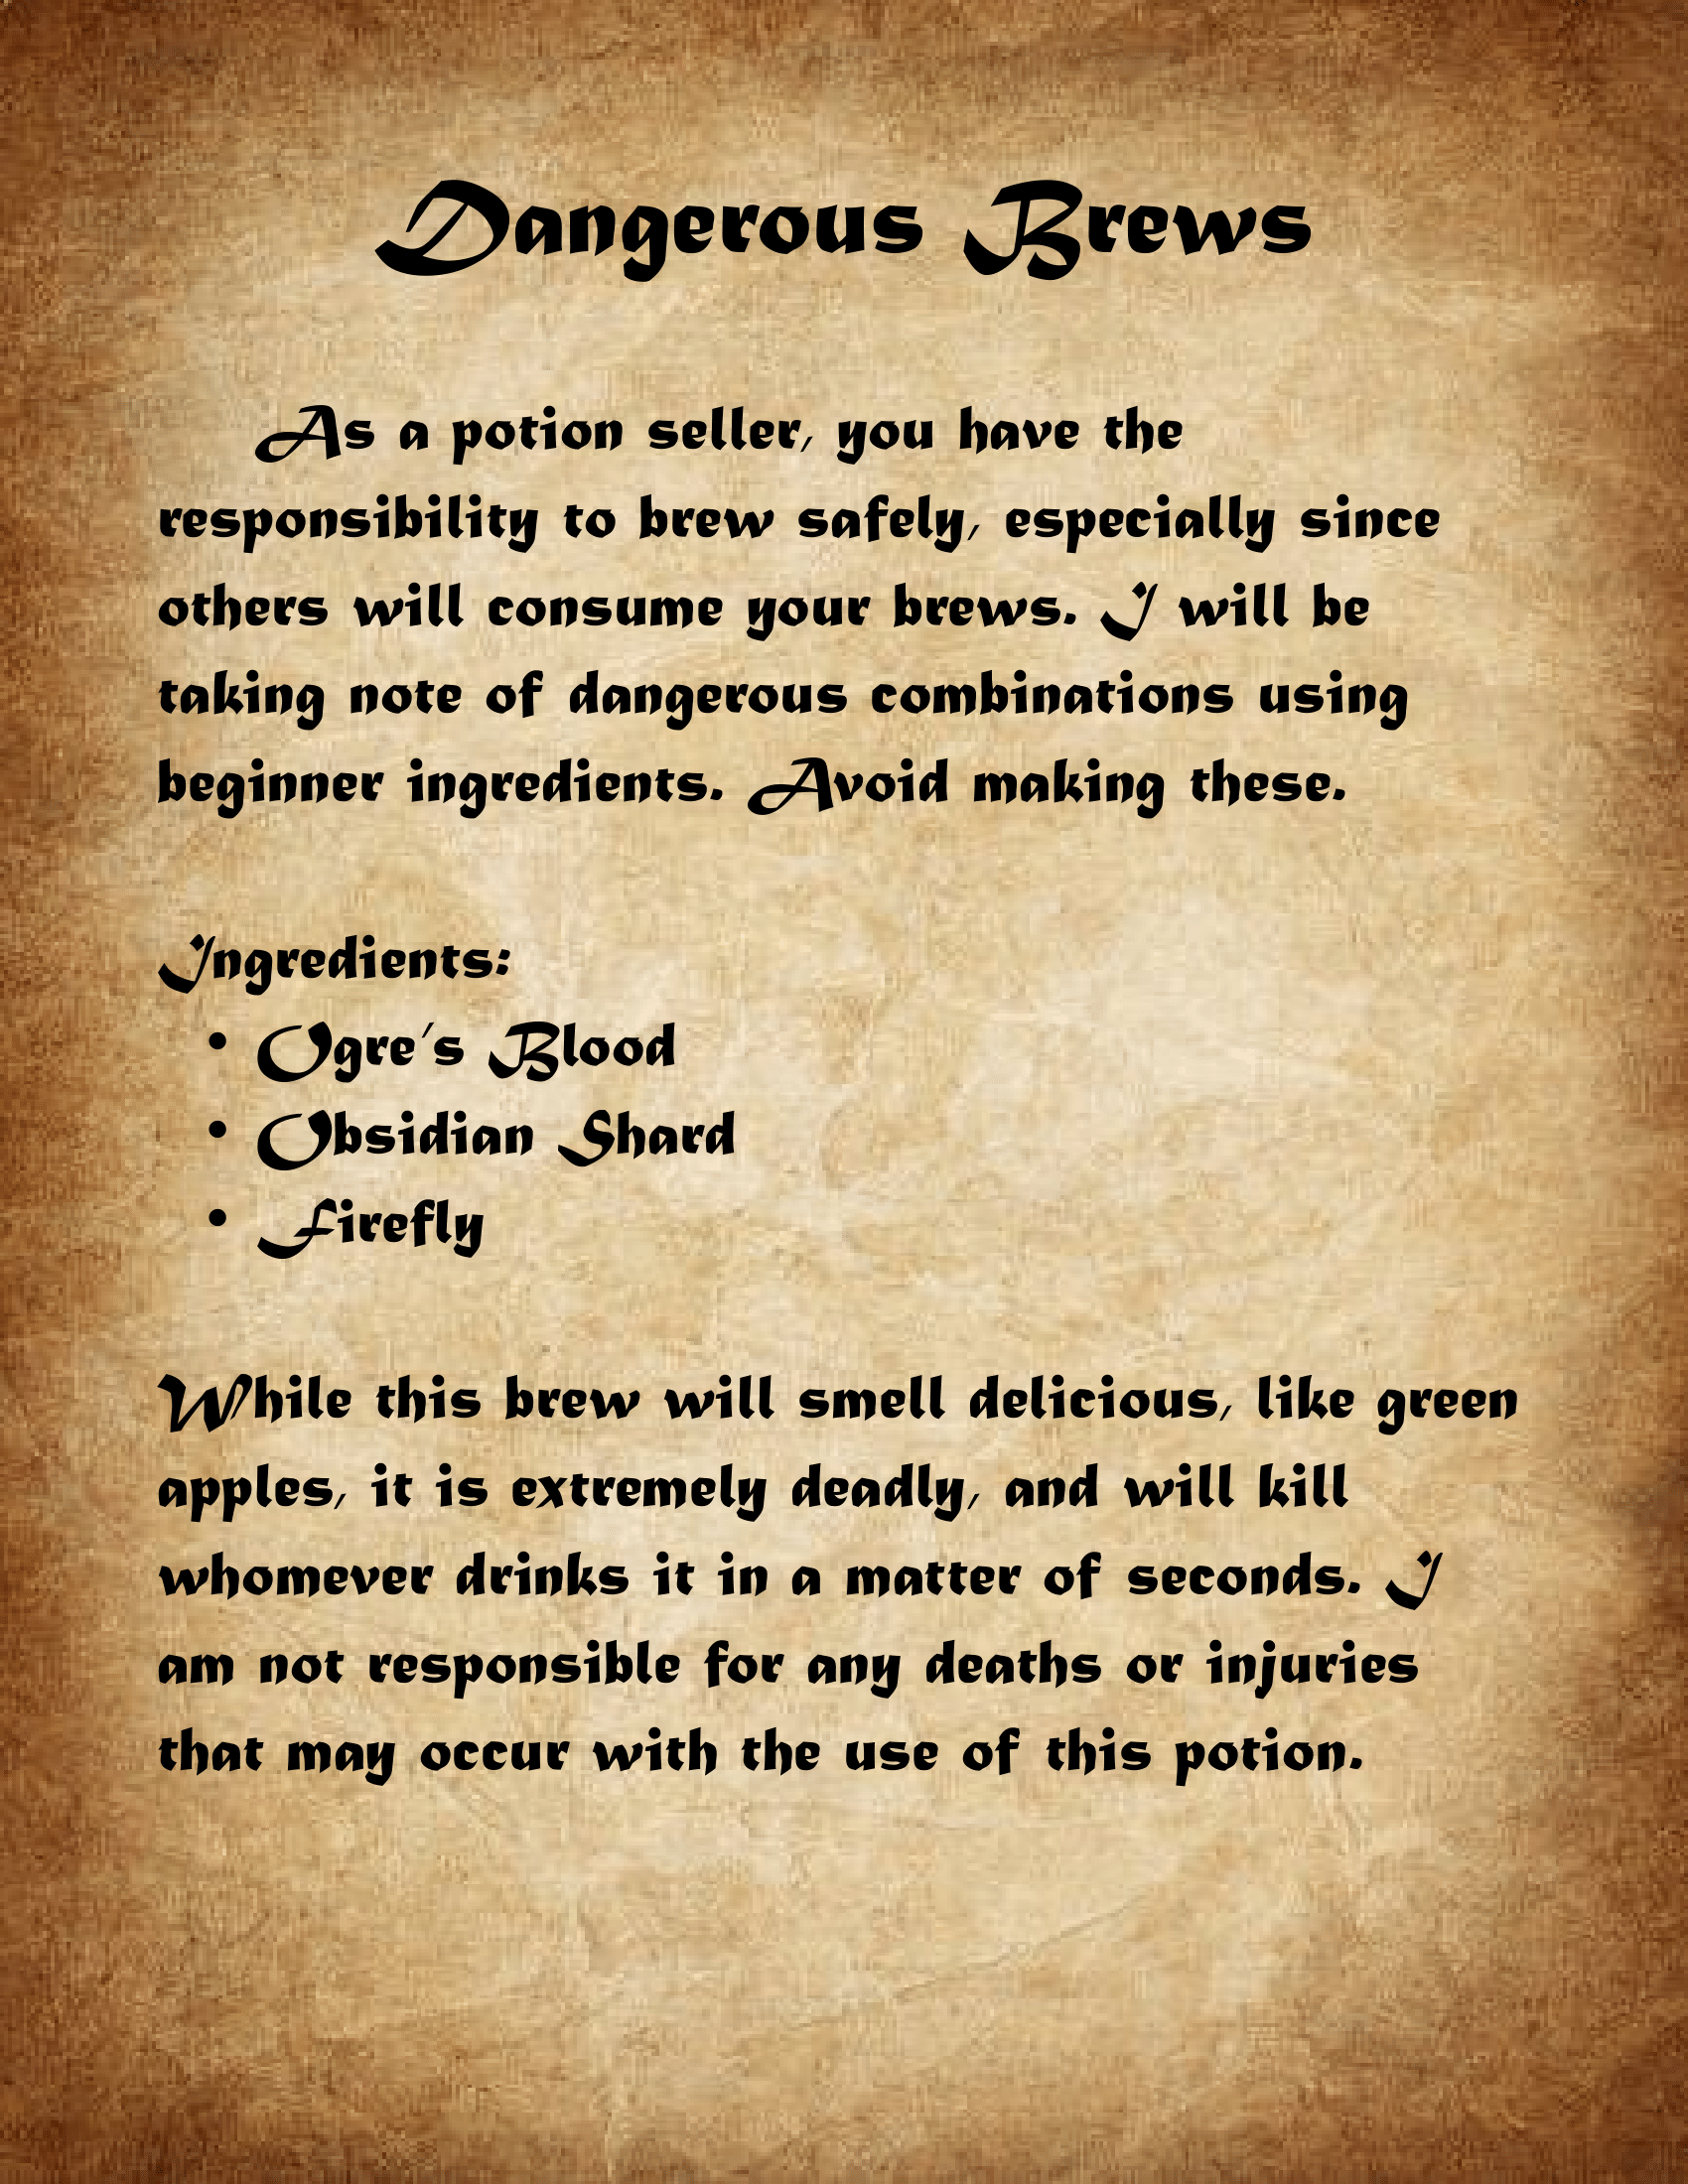 Dangerous Brews
As a potion seller, you have the
responsibility to brew safely, especially since
others will consume your brews. I will be
taking note of dangerous combinations using
beginner ingredients. Avoid making these.
Ingredients:
• Ogre's Blood
• Obsidian Shard
• Firefly
While this brew will smell delicious, like green
apples, it is extremely deadly, and will kill
whomever drinks it in a matter of seconds. I
am not responsible for any deaths or injuries
that may occur with the use of this potion.